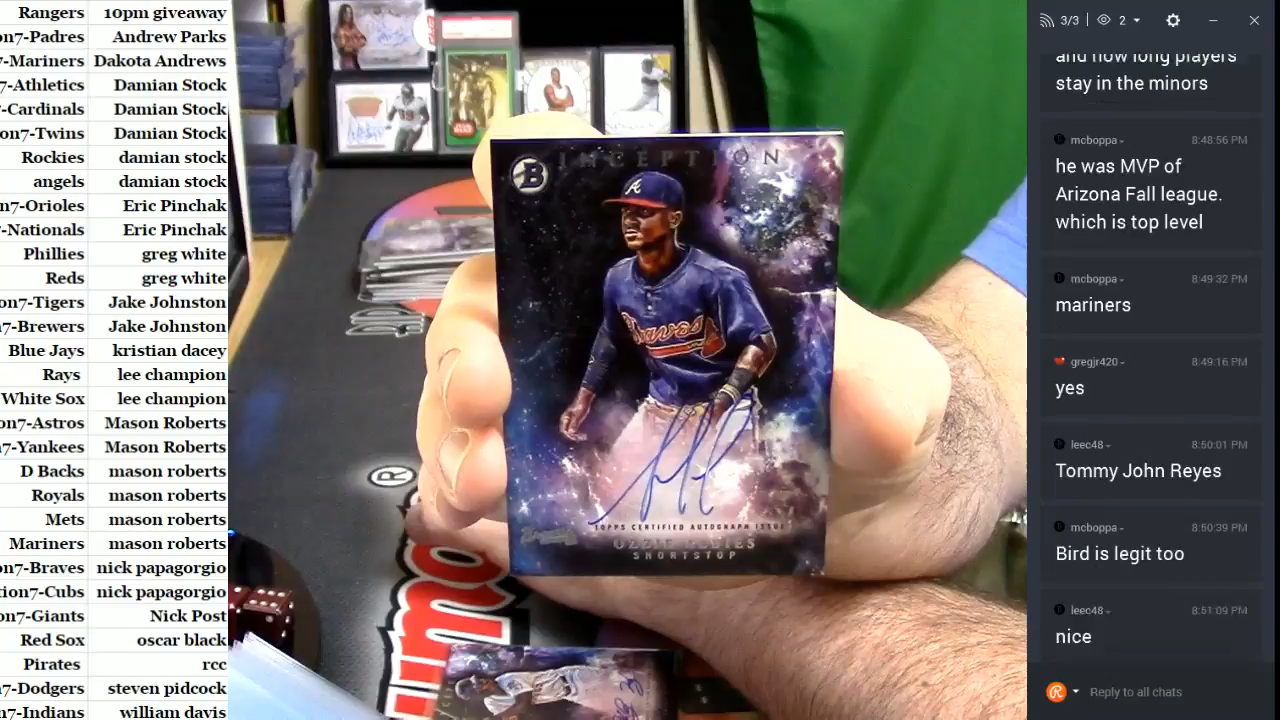 Rangers 10pm giveaway
on7-Padres Andrew Parks
7-Mariners Dakota Andrews
7-Athletics Damian Stock
-Cardinals Damian Stock
on7-Twins Damian Stock
Rockies damian stock
angels damian stock
on7-Orioles Eric Pinchak
-Nationals Eric Pinchak
Phillies greg white
Reds greg white
on7-Tigers Jake Johnston
n7-Brewers Jake Johnston
Blue Jays kristian dacey
Rays lee champion
White Sox lee champion
on7-Astros Mason Roberts
n7-Yankees Mason Roberts
D Backs mason roberts
Royals mason roberts
Mets mason roberts
Mariners mason roberts
on7-Braves nick papagorgio
tion7-Cubs nick papagorgio
on7-Giants Nick Post
Red Sox oscar black
Pirates rcc
n7-Dodgers steven pidcock
n7-Indians william davis
B INCEPTION
A
Braves
TOPPS CERTIFIED AUTOGRAPH ISSUE
OZZIE ALBIES
SHORTSTOP
®
3/3 2
and how long players
stay in the minors
mcboppa 8:48:56 PM
he was MVP of
Arizona Fall league.
which is top level
mcboppa 8:49:32 PM
mariners
gregjr420 8:49:16 PM
yes
leec48 8:50:01 PM
Tommy John Reyes
mcboppa 8:50:39 PM
Bird is legit too
leec48 8:51:09 PM
nice
Reply to all chats